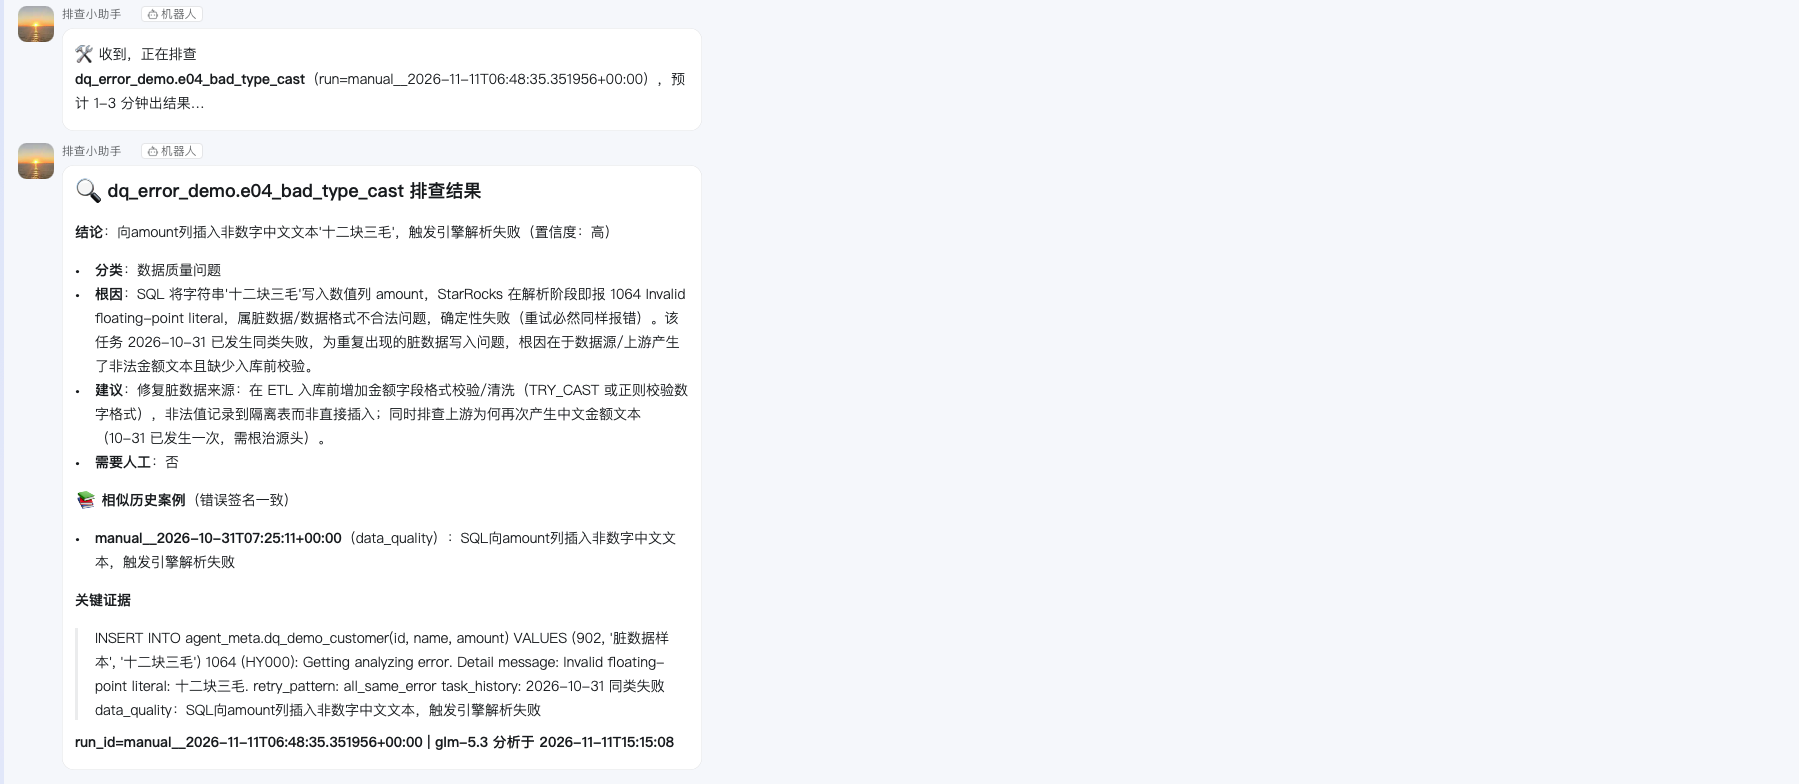 排查小助手 机器人
收到，正在排查
dq_error_demo.e04_bad_type_cast（run=manual__2026-11-11T06:48:35.351956+00:00），预
计 1-3 分钟出结果...
排查小助手 机器人
dq_error_demo.e04_bad_type_cast 排查结果
结论：向amount列插入非数字中文文本'十二块三毛'，触发引擎解析失败（置信度：高）
• 分类：数据质量问题
• 根因：SQL 将字符串'十二块三毛'写入数值列 amount，StarRocks 在解析阶段即报 1064 Invalid
floating-point literal，属脏数据/数据格式不合法问题，确定性失败（重试必然同样报错）。该
任务 2026-10-31 已发生同类失败，为重复出现的脏数据写入问题，根因在于数据源/上游产生
了非法金额文本且缺少入库前校验。
• 建议：修复脏数据来源：在 ETL 入库前增加金额字段格式校验/清洗（TRY_CAST 或正则校验数
字格式），非法值记录到隔离表而非直接插入；同时排查上游为何再次产生中文金额文本
（10-31 已发生一次，需根治源头）。
• 需要人工：否
相似历史案例（错误签名一致）
• manual__2026-10-31T07:25:11+00:00（data_quality）：SQL向amount列插入非数字中文文
本，触发引擎解析失败
关键证据
INSERT INTO agent_meta.dq_demo_customer(id, name, amount) VALUES (902, '脏数据样
本', '十二块三毛') 1064 (HY000): Getting analyzing error. Detail message: Invalid floating-
point literal: 十二块三毛. retry_pattern: all_same_error task_history: 2026-10-31 同类失败
data_quality：SQL向amount列插入非数字中文文本，触发引擎解析失败
run_id=manual__2026-11-11T06:48:35.351956+00:00 | glm-5.3 分析于 2026-11-11T15:15:08